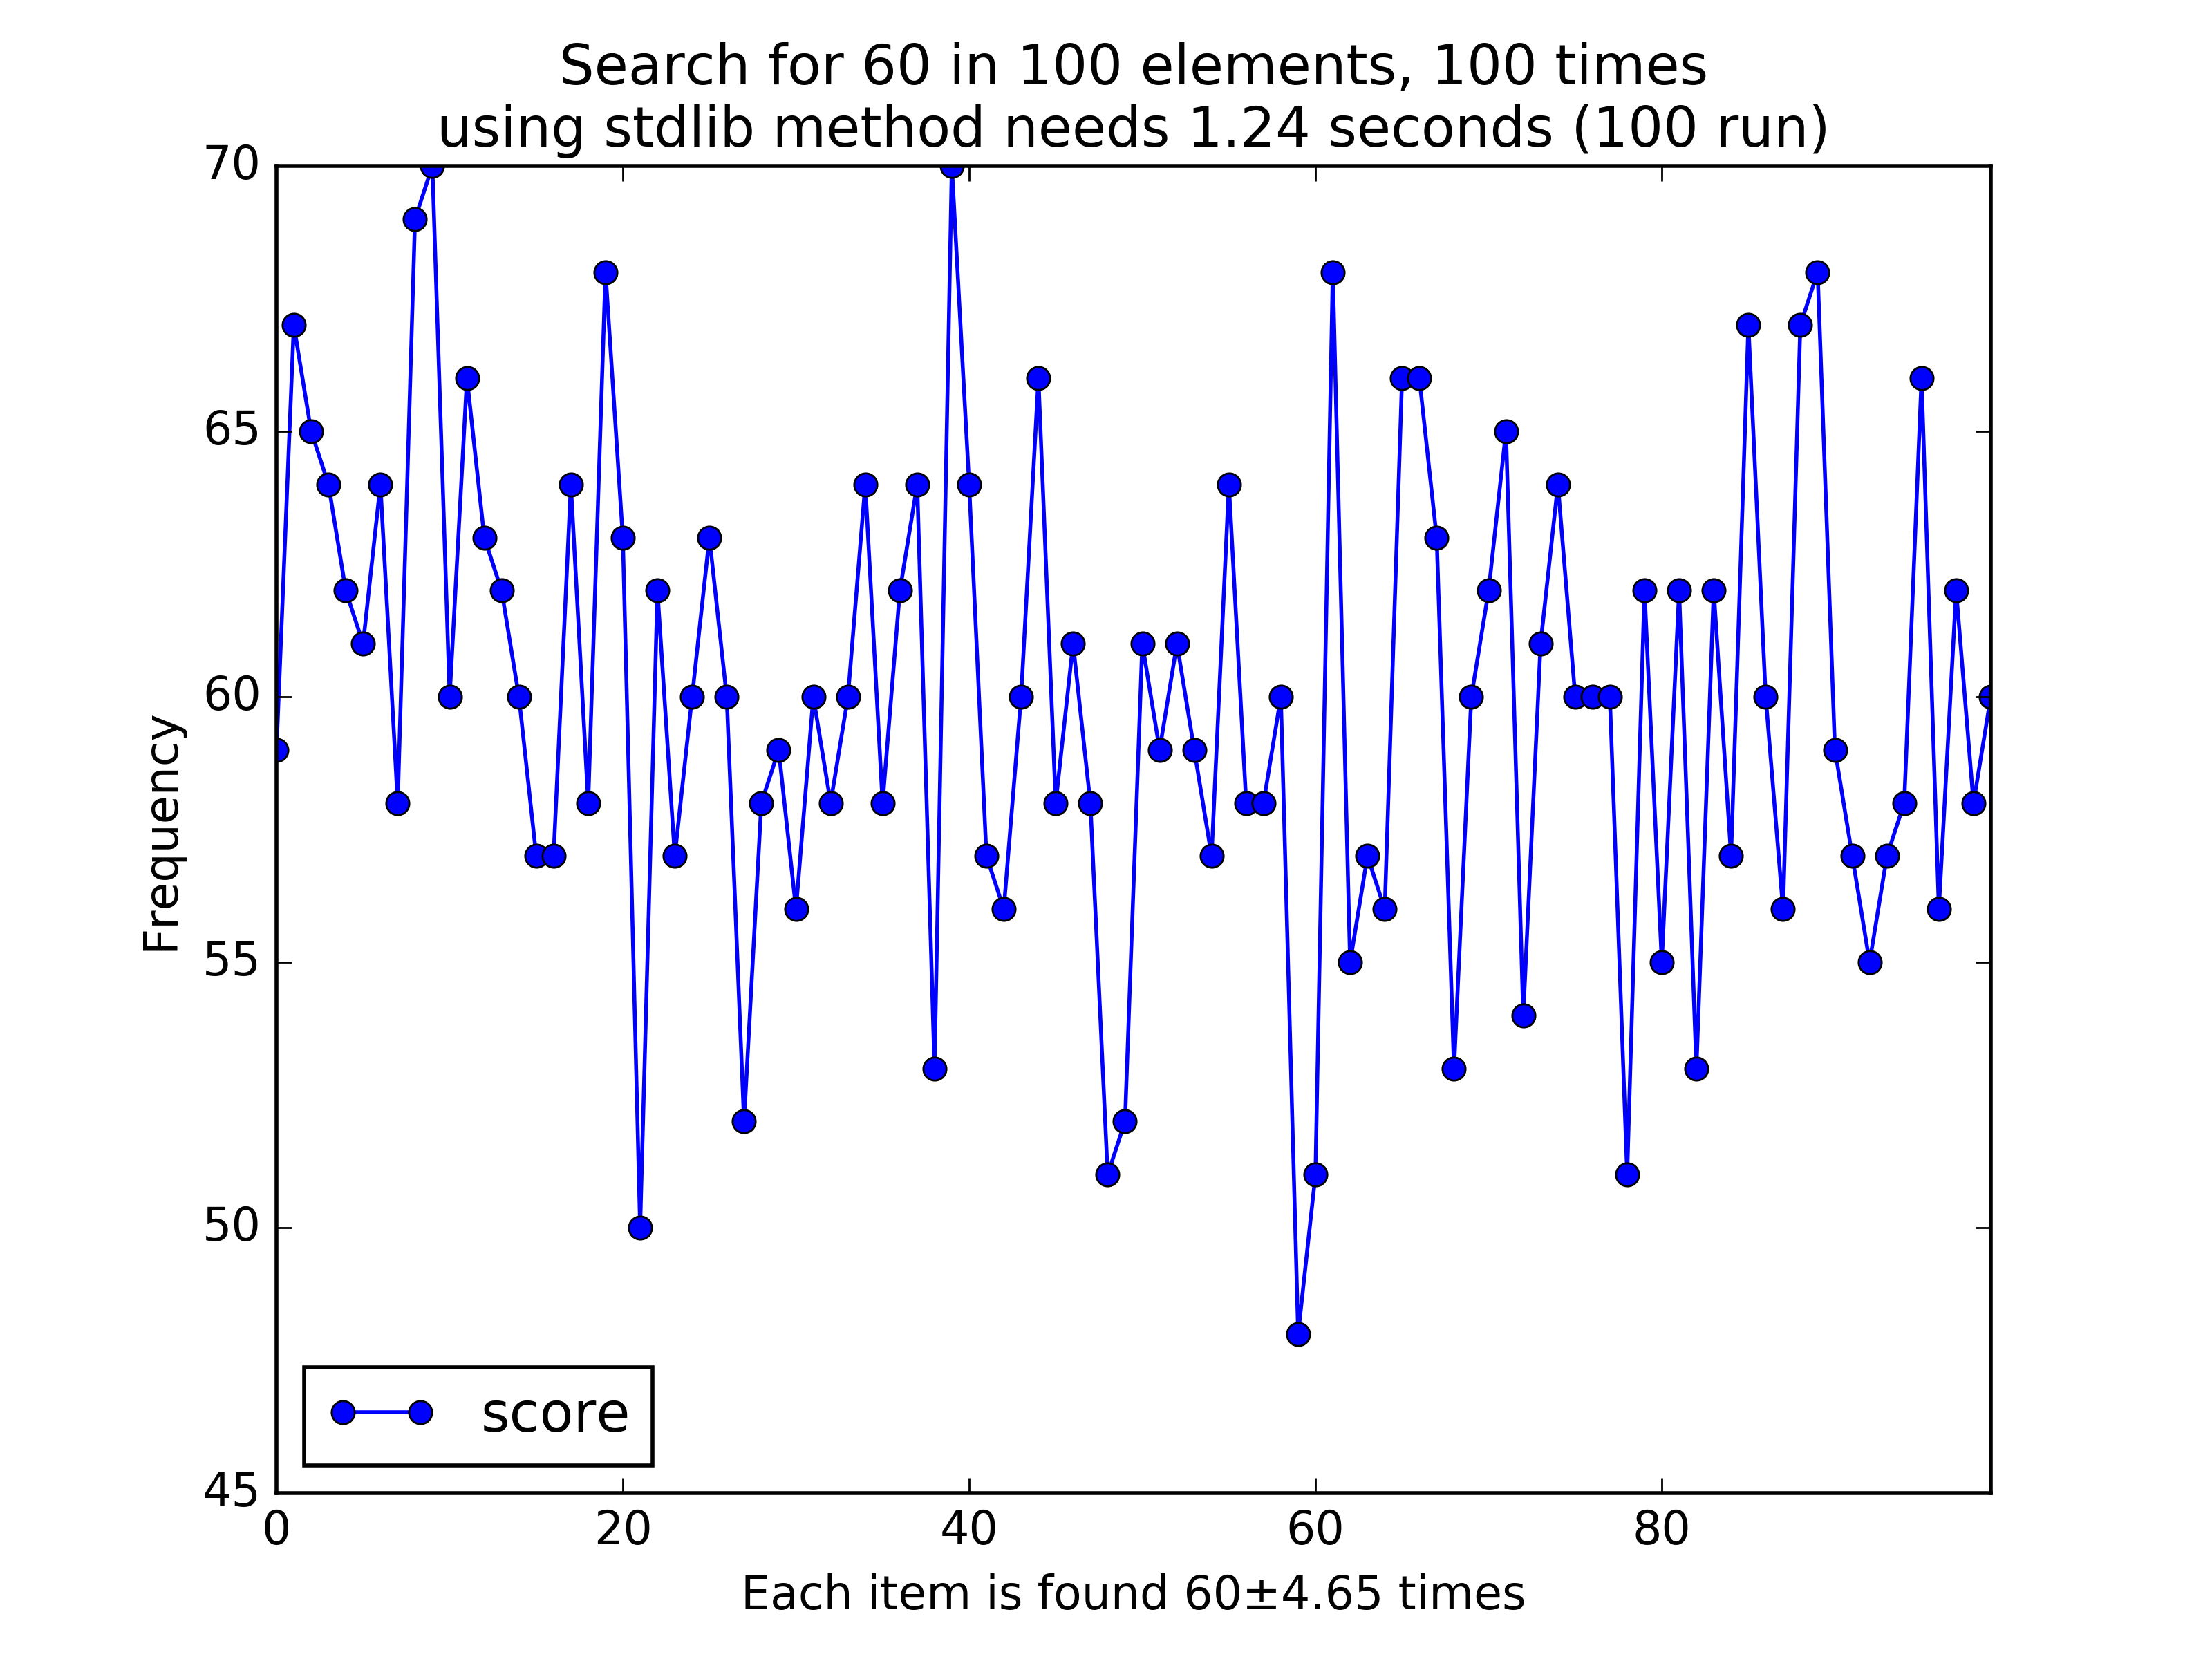 Search for 60 in 100 elements, 100 times
using stdlib method needs 1.24 seconds (100 run)
70
65
60
55
50
45
Frequency
score
0 20 40 60 80
Each item is found 60±4.65 times